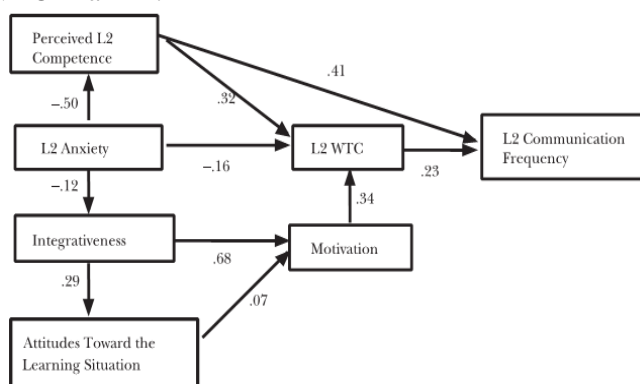 Perceived L2
Competence
.41
.32
–.50
L2 Anxiety
L2 WTC
L2 Communication
Frequency
–.16
.23
–.12
.34
Integrativeness
Motivation
.68
.29
.07
Attitudes Toward the
Learning Situation